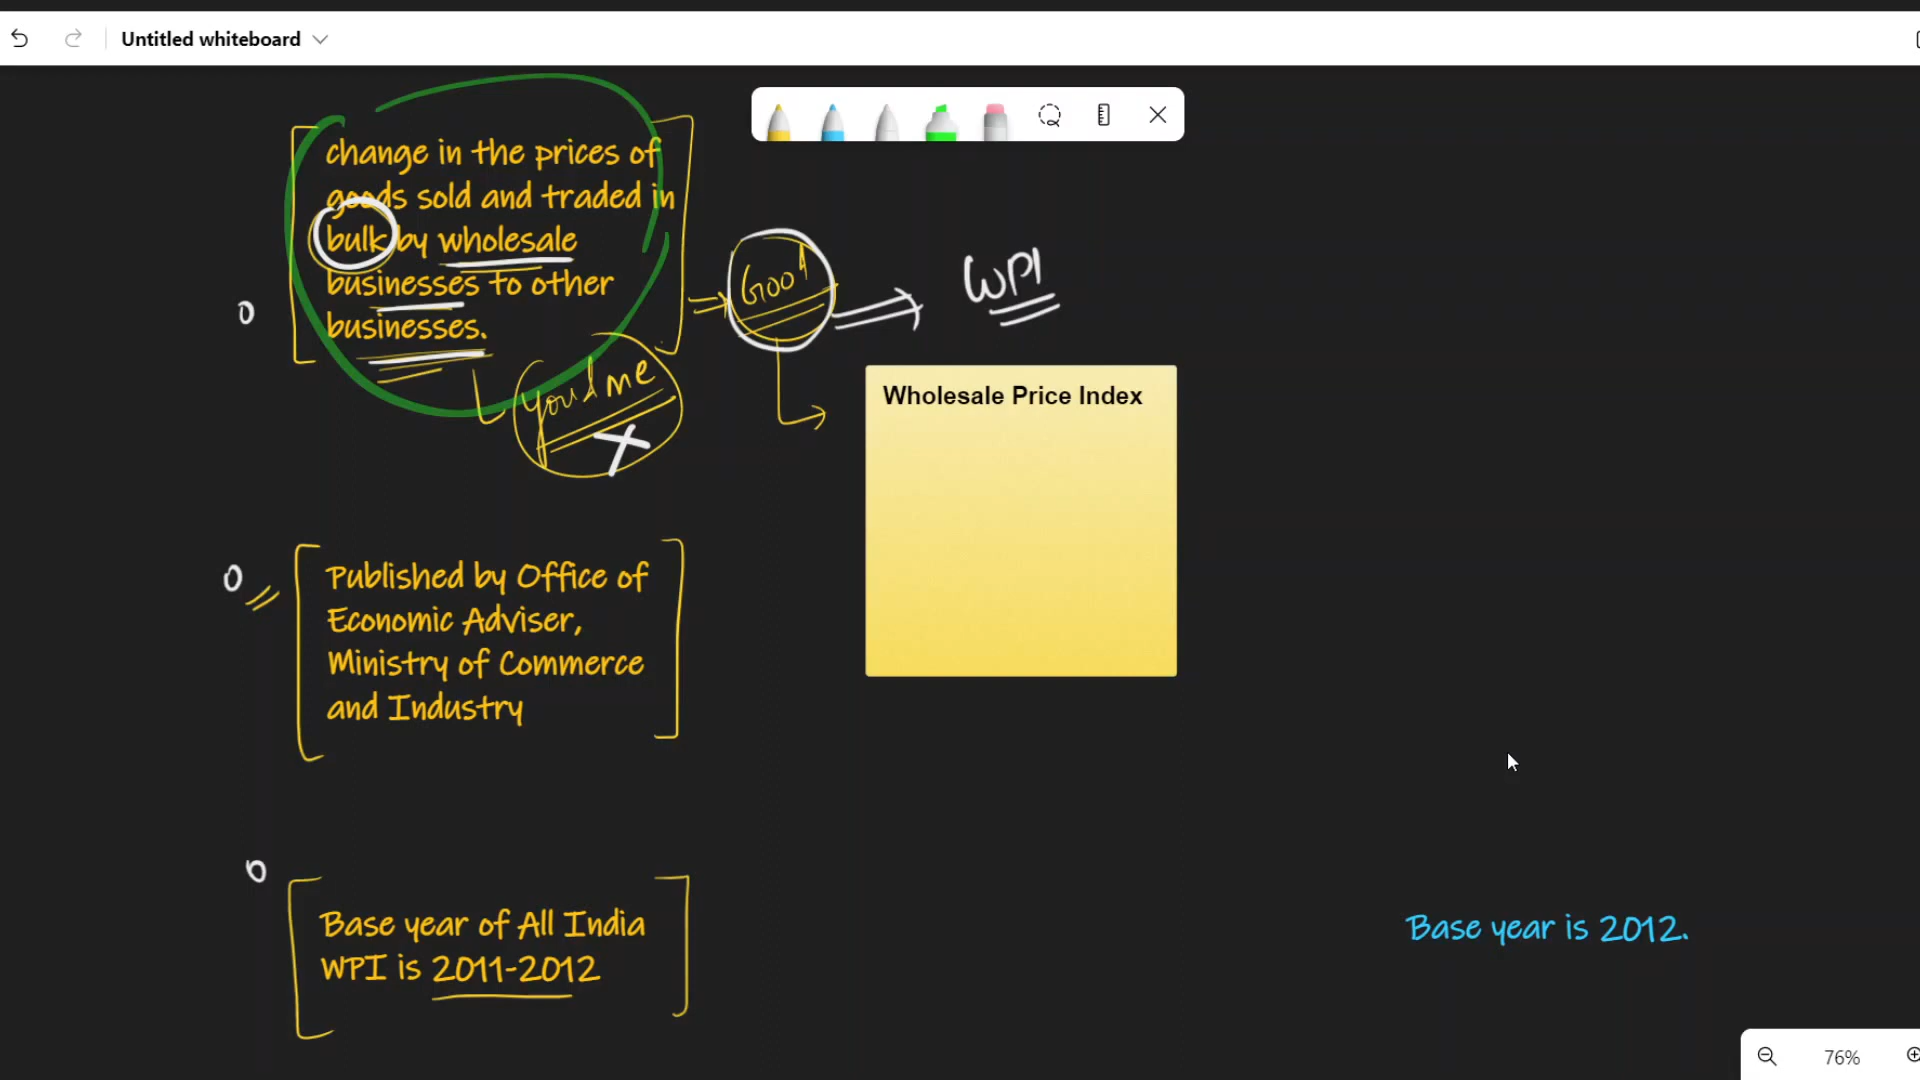 Untitled whiteboard
change in the prices of
goods sold and traded in
bulk by wholesale
businesses to other
businesses.
Good
WPI
you & me
Wholesale Price Index
Published by Office of
Economic Adviser,
Ministry of Commerce
and Industry
Base year of All India
WPI is 2011-2012
Base year is 2012.
76%